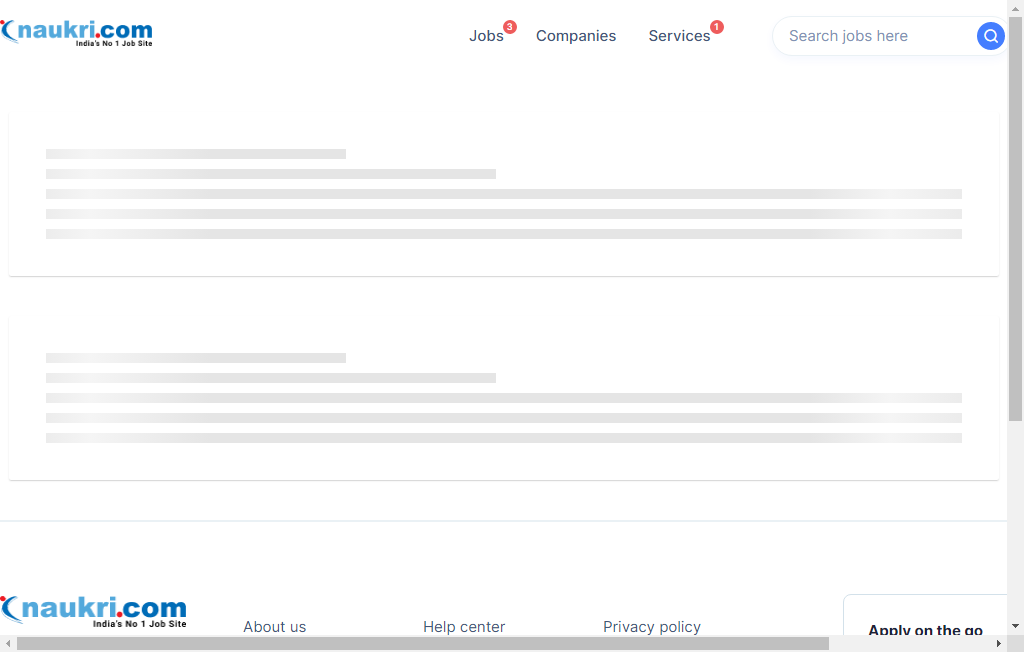 naukri.com
India's No 1 Job Site
Jobs 3 Companies Services 1 Search jobs here
naukri.com
India's No 1 Job Site
About us Help center Privacy policy
Apply on the go